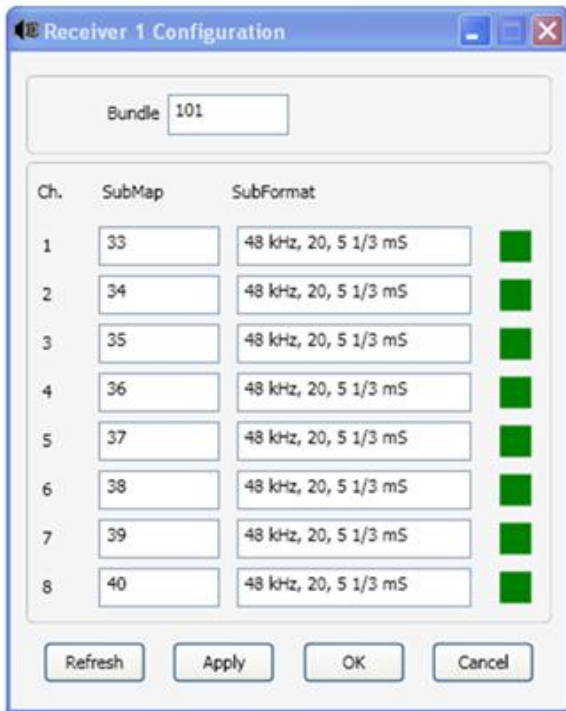 Receiver 1 Configuration
Bundle 101
Ch. SubMap SubFormat
1 33 48 kHz, 20, 5 1/3 mS
2 34 48 kHz, 20, 5 1/3 mS
3 35 48 kHz, 20, 5 1/3 mS
4 36 48 kHz, 20, 5 1/3 mS
5 37 48 kHz, 20, 5 1/3 mS
6 38 48 kHz, 20, 5 1/3 mS
7 39 48 kHz, 20, 5 1/3 mS
8 40 48 kHz, 20, 5 1/3 mS
Refresh Apply OK Cancel